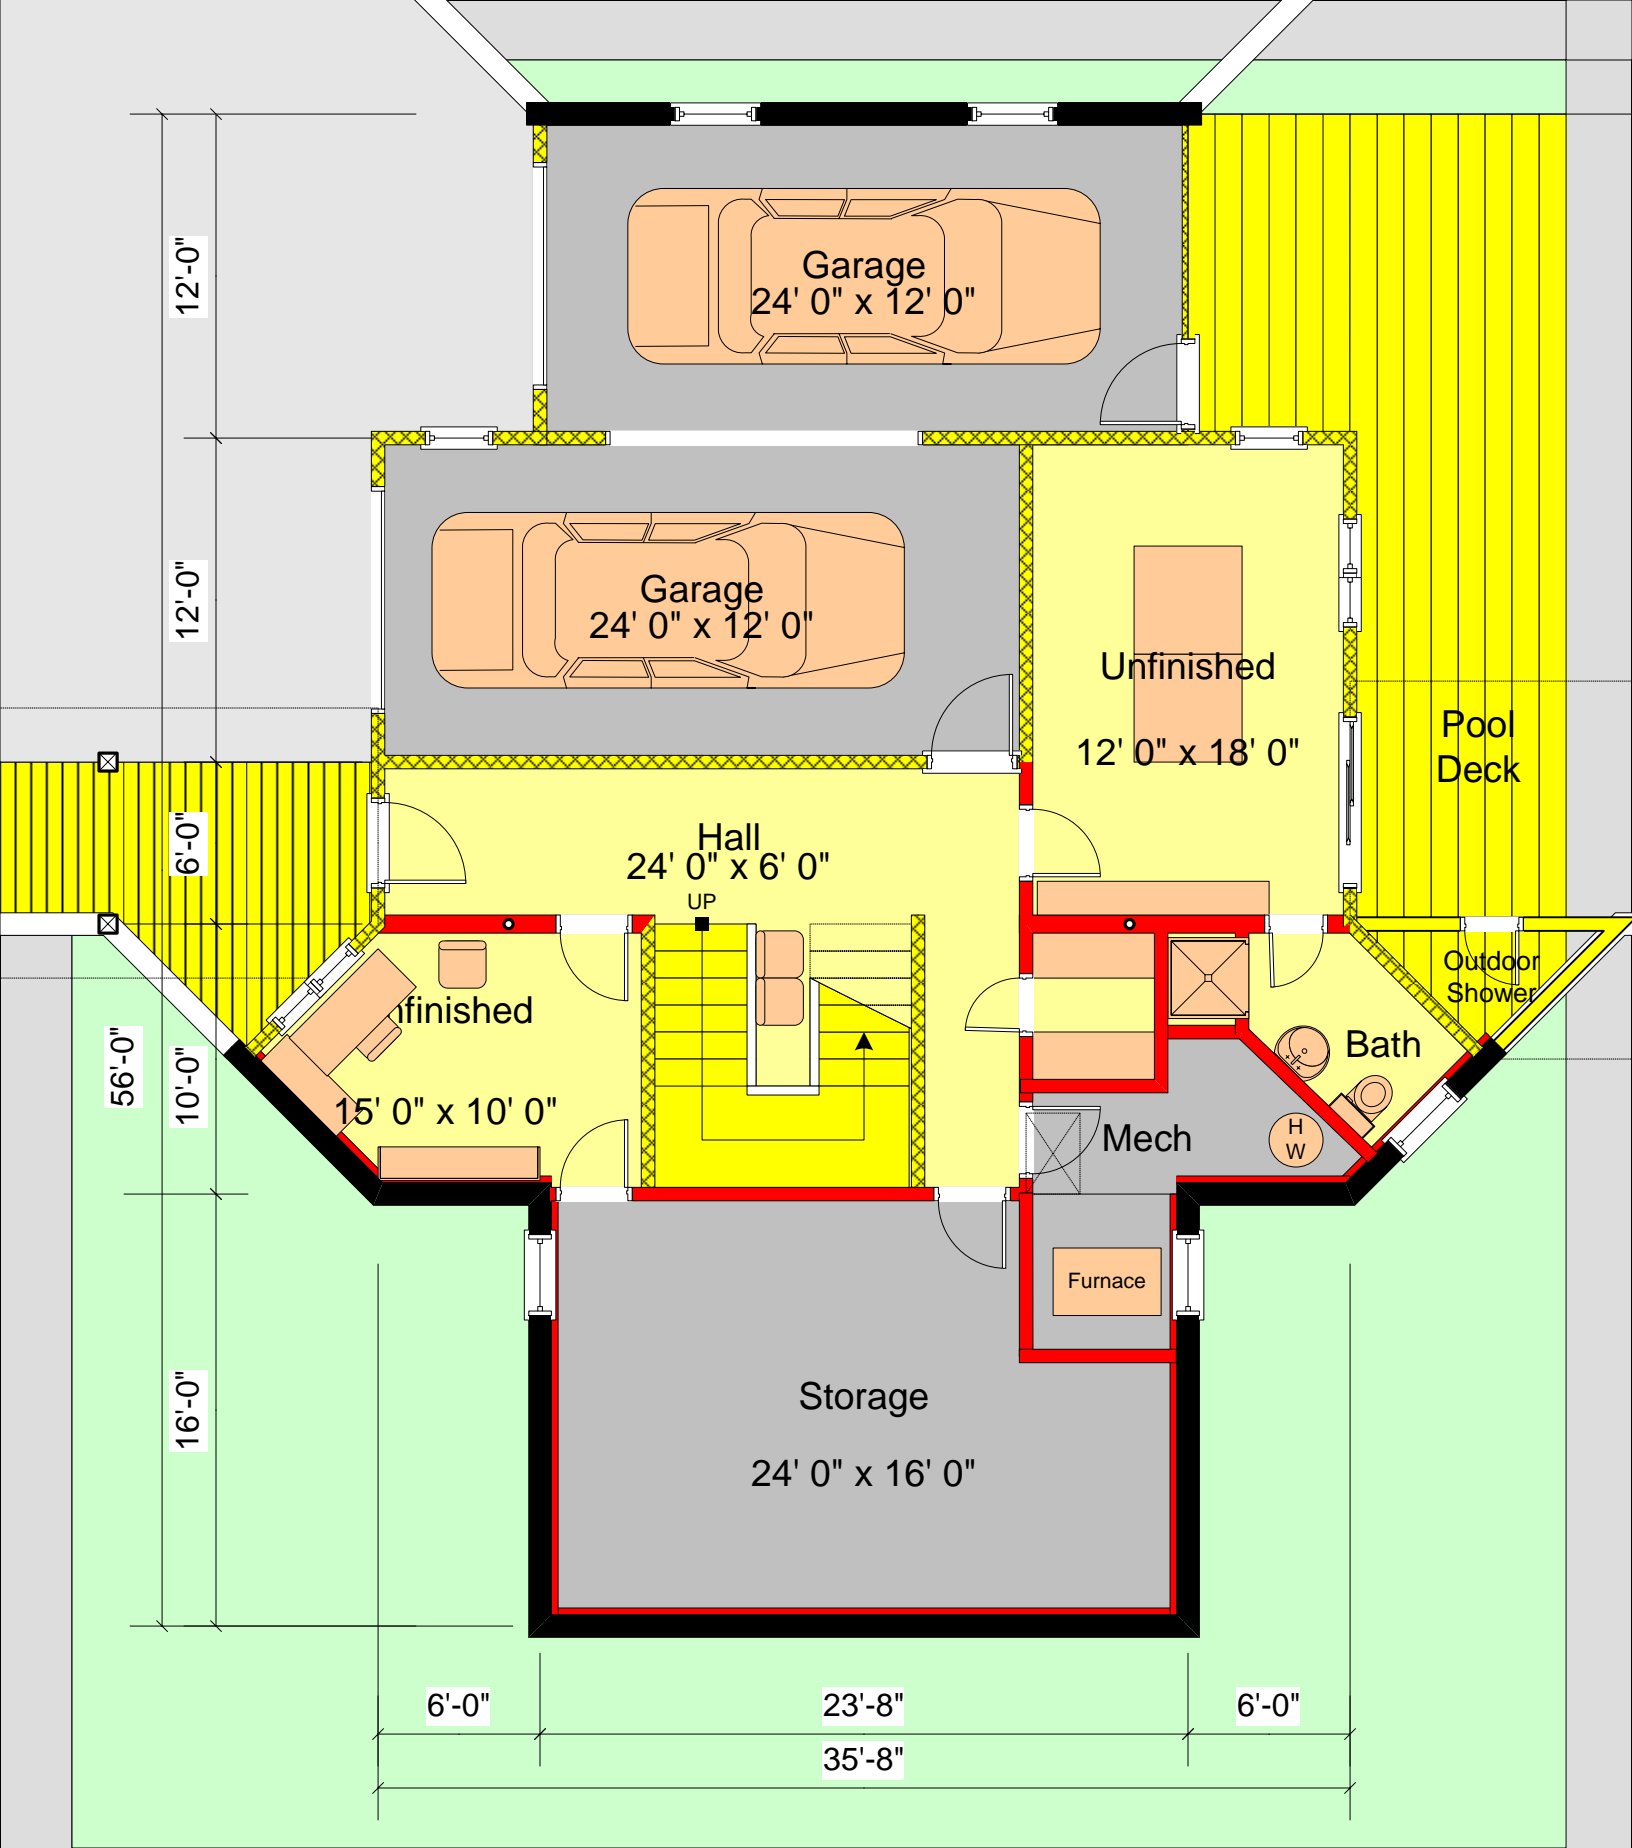 12'-0"
Garage
24' 0" x 12' 0"
12'-0"
Garage
24' 0" x 12' 0"
Unfinished
12' 0" x 18' 0"
Pool
Deck
6'-0"
Hall
24' 0" x 6' 0"
UP
Outdoor
Shower
nfinished
15' 0" x 10' 0"
Bath
56'-0"
10'-0"
Mech
H
W
Furnace
16'-0"
Storage
24' 0" x 16' 0"
6'-0"
23'-8"
6'-0"
35'-8"